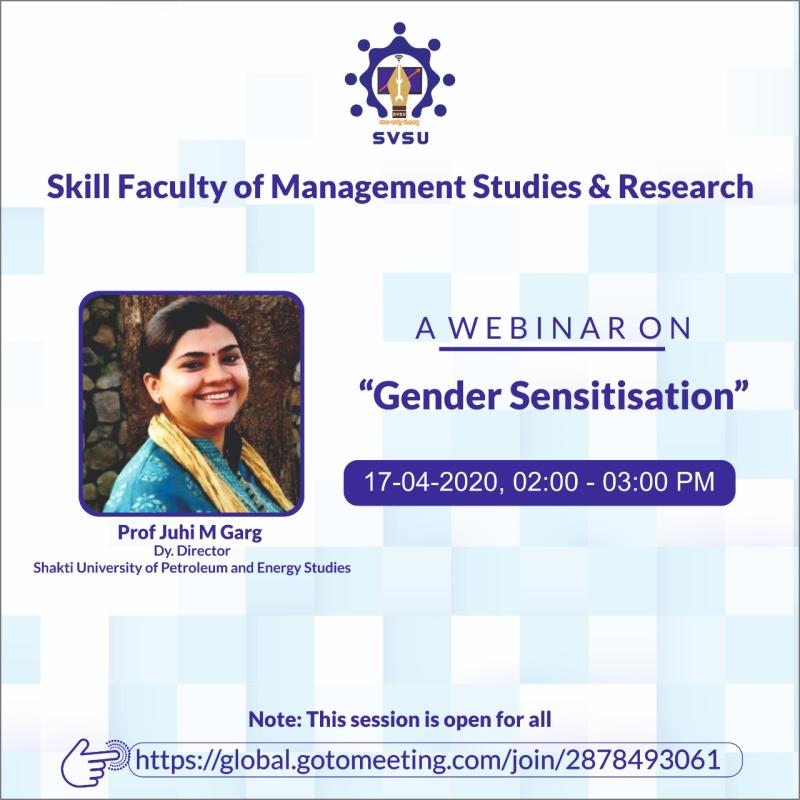 SVSU
SVSU
Skill Faculty of Management Studies & Research
A WEBINAR ON
“Gender Sensitisation”
17-04-2020, 02:00 - 03:00 PM
Prof Juhi M Garg
Dy. Director
Shakti University of Petroleum and Energy Studies
Note: This session is open for all
https://global.gotomeeting.com/join/2878493061